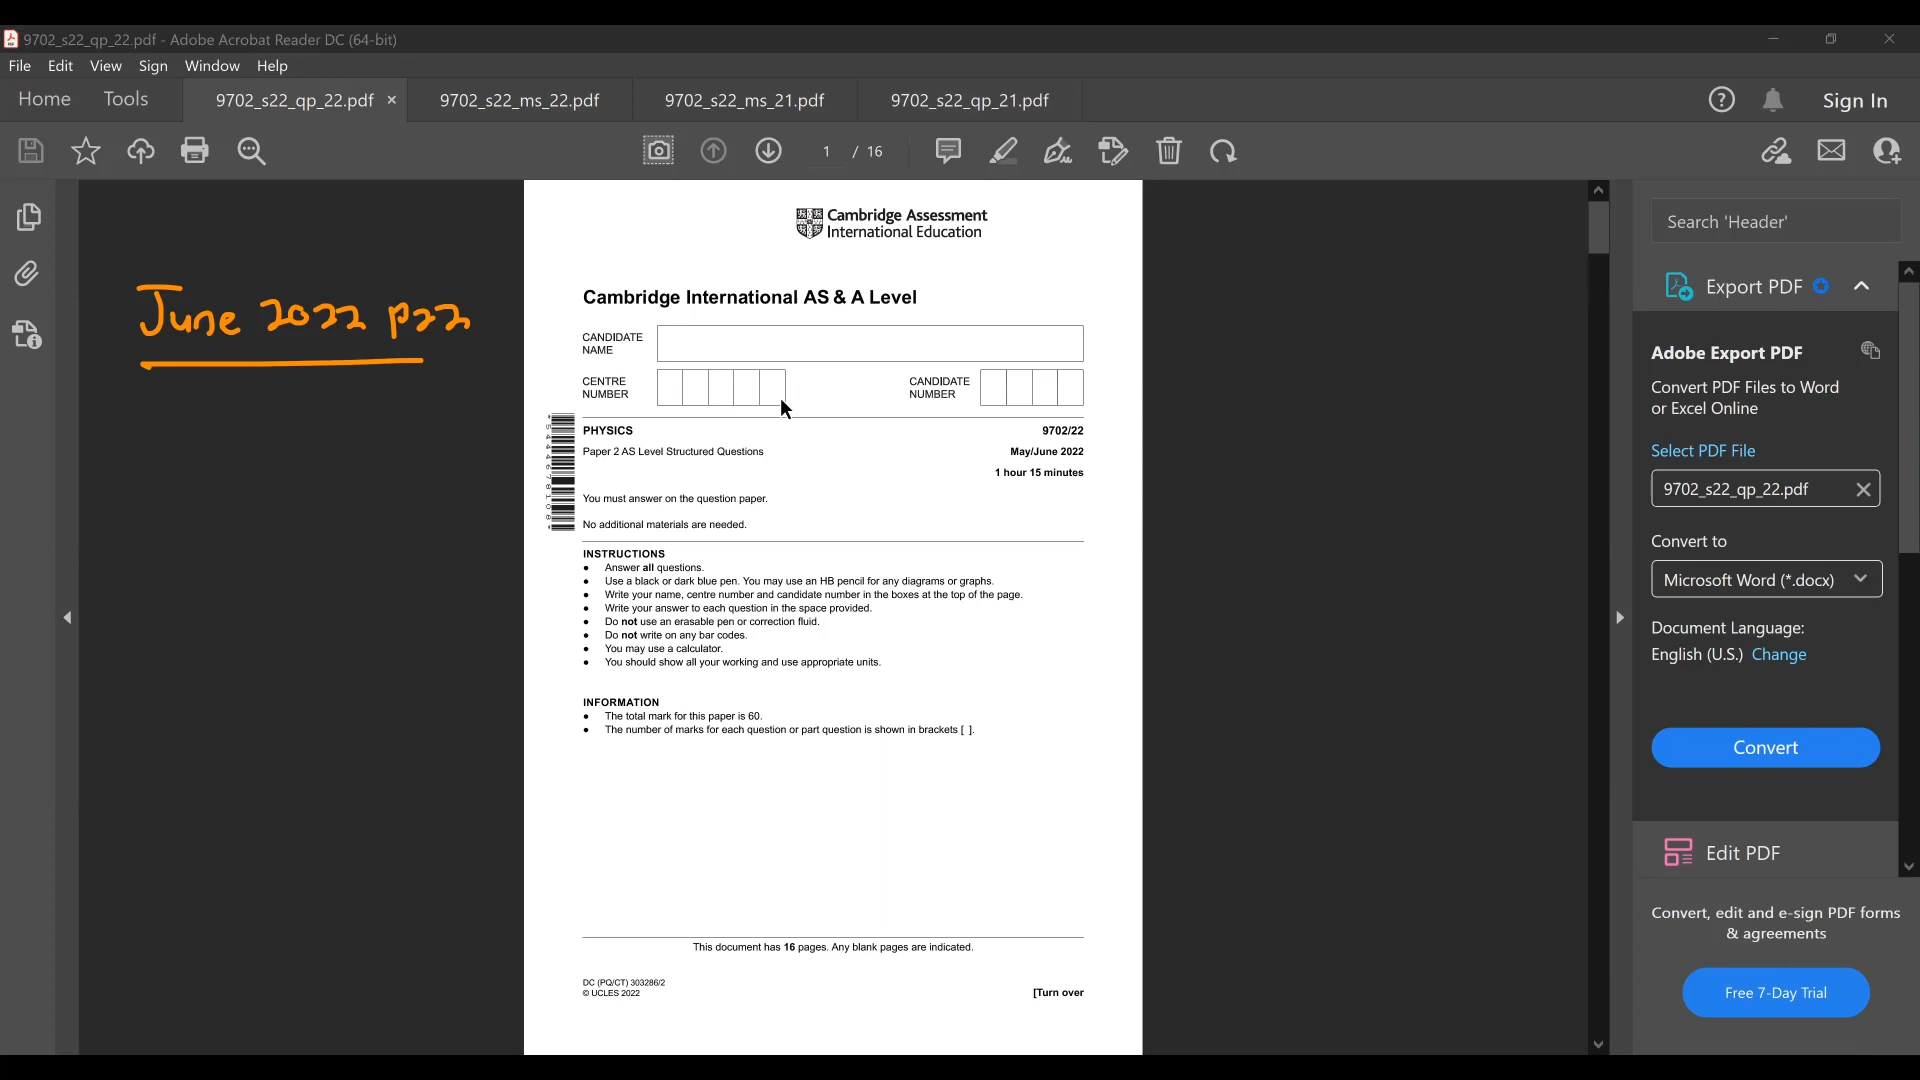 9702_s22_qp_22.pdf - Adobe Acrobat Reader DC (64-bit)
File Edit View Sign Window Help
Home Tools 9702_s22_qp_22.pdf 9702_s22_ms_22.pdf 9702_s22_ms_21.pdf 9702_s22_qp_21.pdf Sign In
1 / 16
June 2022 p22
Cambridge Assessment
International Education
Cambridge International AS & A Level
CANDIDATE
NAME
CENTRE
NUMBER
CANDIDATE
NUMBER
PHYSICS 9702/22
Paper 2 AS Level Structured Questions May/June 2022
1 hour 15 minutes
You must answer on the question paper.
No additional materials are needed.
INSTRUCTIONS
● Answer all questions.
● Use a black or dark blue pen. You may use an HB pencil for any diagrams or graphs.
● Write your name, centre number and candidate number in the boxes at the top of the page.
● Write your answer to each question in the space provided.
● Do not use an erasable pen or correction fluid.
● Do not write on any bar codes.
● You may use a calculator.
● You should show all your working and use appropriate units.
INFORMATION
● The total mark for this paper is 60.
● The number of marks for each question or part question is shown in brackets [ ].
This document has 16 pages. Any blank pages are indicated.
DC (PQ/CT) 303286/2
© UCLES 2022
[Turn over
Search 'Header'
Export PDF
Adobe Export PDF
Convert PDF Files to Word
or Excel Online
Select PDF File
9702_s22_qp_22.pdf
Convert to
Microsoft Word (*.docx)
Document Language:
English (U.S.) Change
Convert
Edit PDF
Convert, edit and e-sign PDF forms
& agreements
Free 7-Day Trial